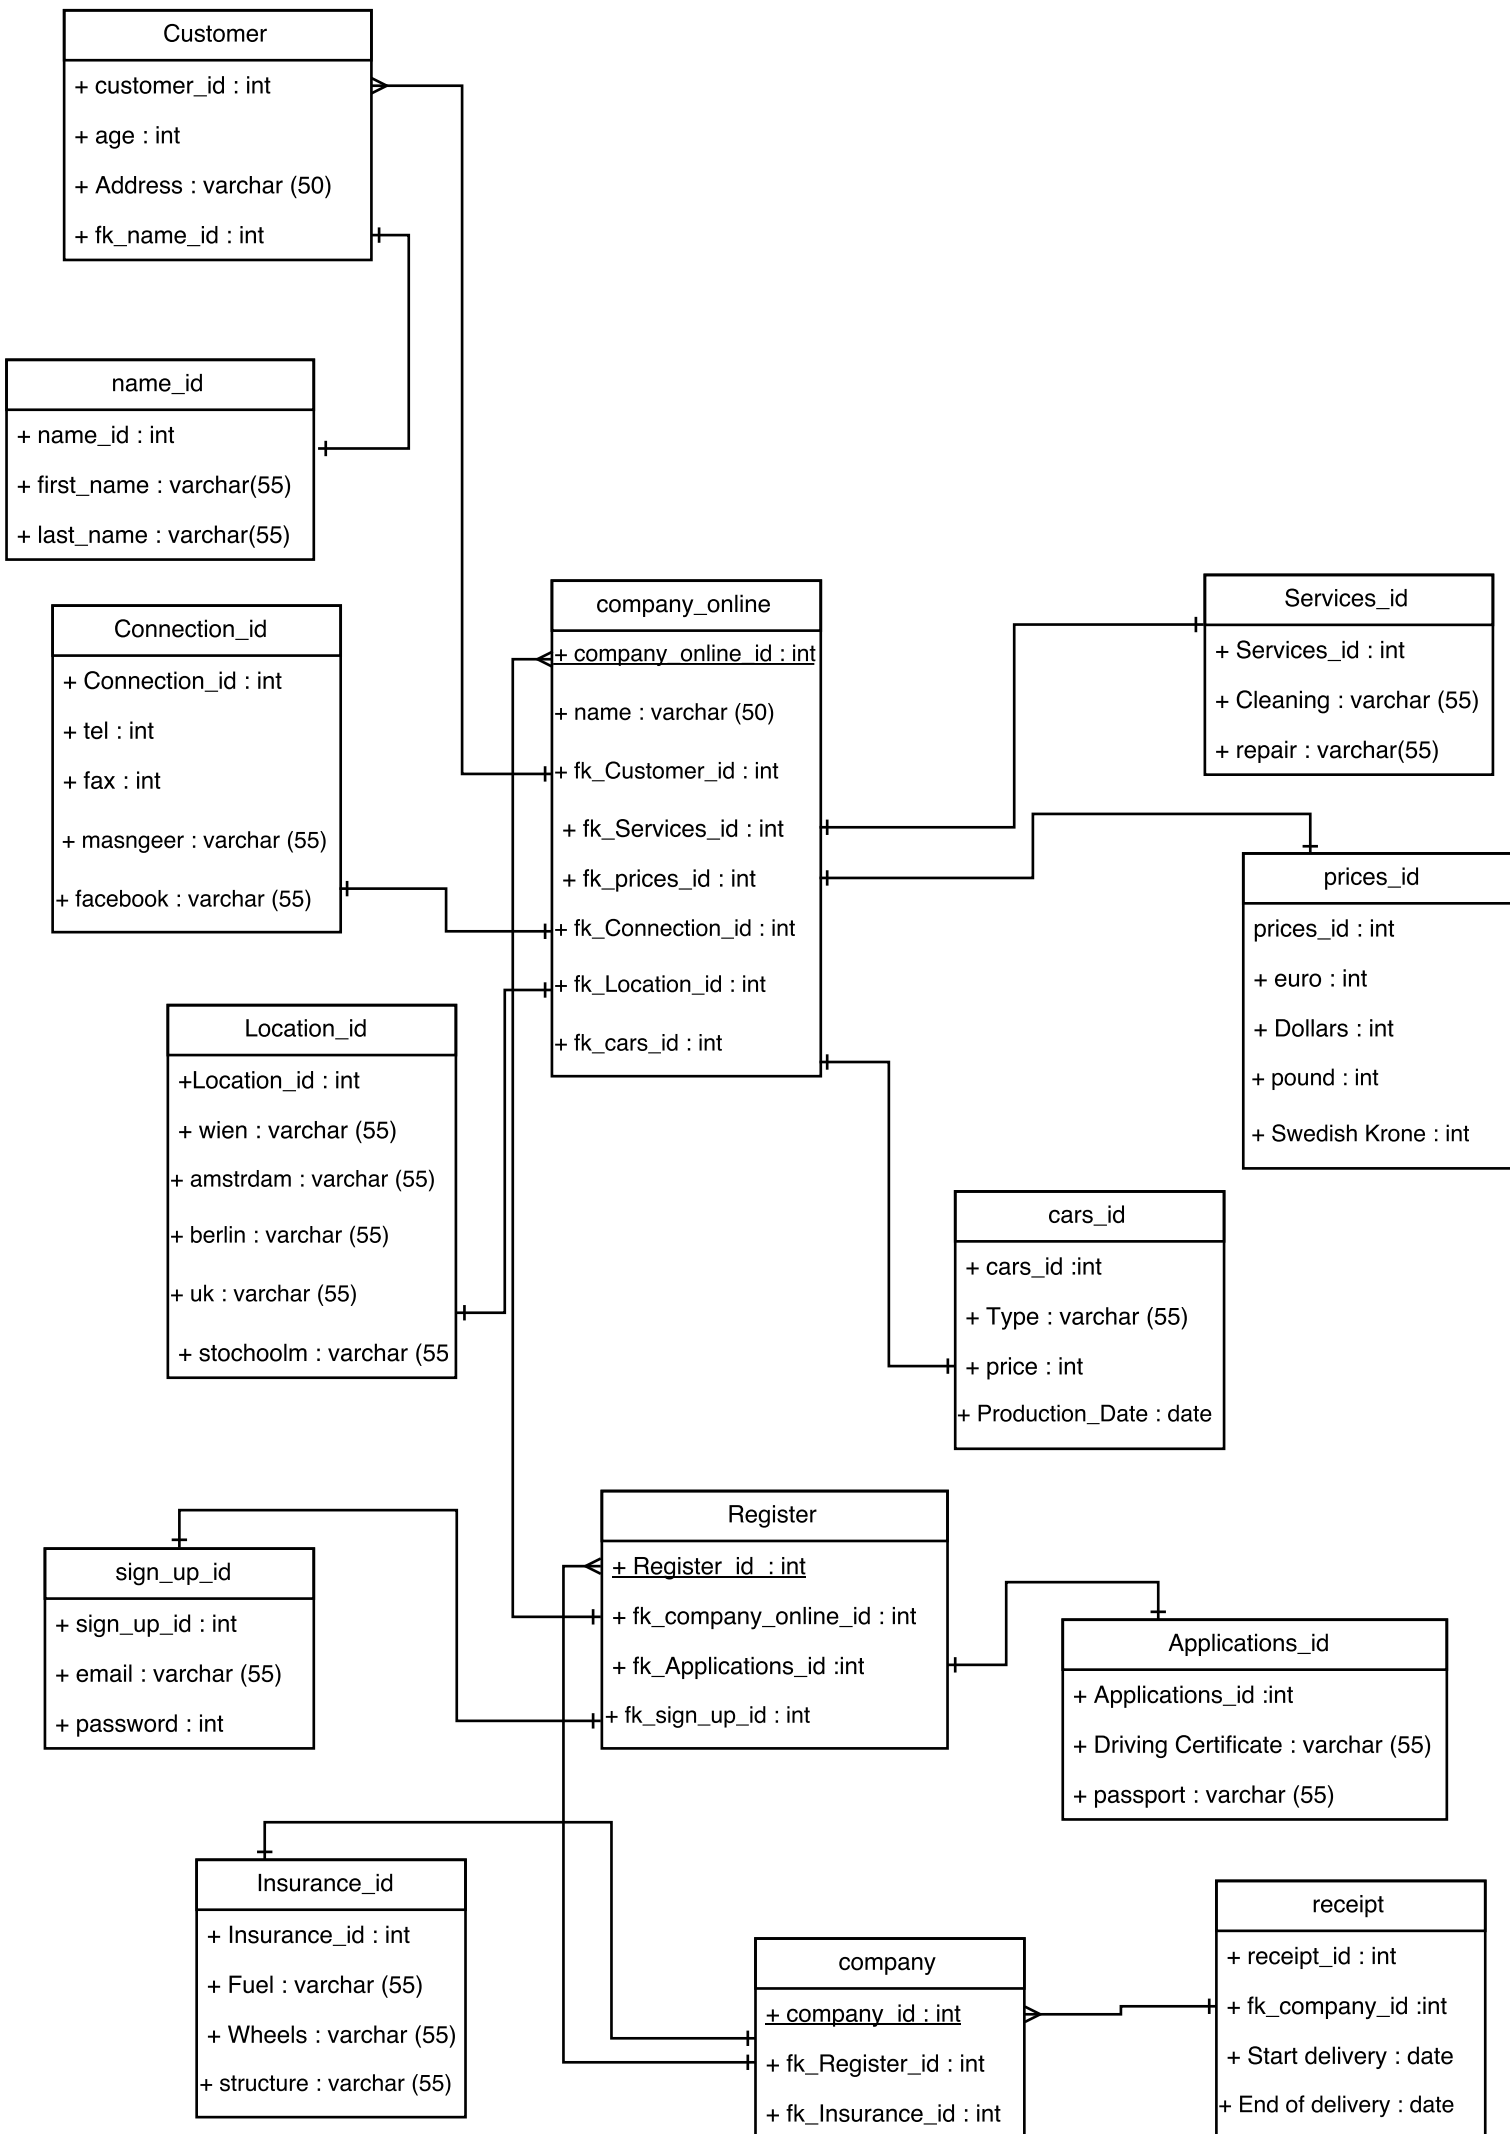 Customer
+ customer_id : int
+ age : int
+ Address : varchar (50)
+ fk_name_id : int
name_id
+ name_id : int
+ first_name : varchar(55)
+ last_name : varchar(55)
Connection_id
+ Connection_id : int
+ tel : int
+ fax : int
+ masngeer : varchar (55)
+ facebook : varchar (55)
company_online
+ company_online_id : int
+ name : varchar (50)
+ fk_Customer_id : int
+ fk_Services_id : int
+ fk_prices_id : int
+ fk_Connection_id : int
+ fk_Location_id : int
+ fk_cars_id : int
Services_id
+ Services_id : int
+ Cleaning : varchar (55)
+ repair : varchar(55)
prices_id
prices_id : int
+ euro : int
+ Dollars : int
+ pound : int
+ Swedish Krone : int
Location_id
+Location_id : int
+ wien : varchar (55)
+ amstrdam : varchar (55)
+ berlin : varchar (55)
+ uk : varchar (55)
+ stochoolm : varchar (55
cars_id
+ cars_id :int
+ Type : varchar (55)
+ price : int
+ Production_Date : date
sign_up_id
+ sign_up_id : int
+ email : varchar (55)
+ password : int
Register
+ Register_id : int
+ fk_company_online_id : int
+ fk_Applications_id :int
+ fk_sign_up_id : int
Applications_id
+ Applications_id :int
+ Driving Certificate : varchar (55)
+ passport : varchar (55)
Insurance_id
+ Insurance_id : int
+ Fuel : varchar (55)
+ Wheels : varchar (55)
+ structure : varchar (55)
company
+ company_id : int
+ fk_Register_id : int
+ fk_Insurance_id : int
receipt
+ receipt_id : int
+ fk_company_id :int
+ Start delivery : date
+ End of delivery : date